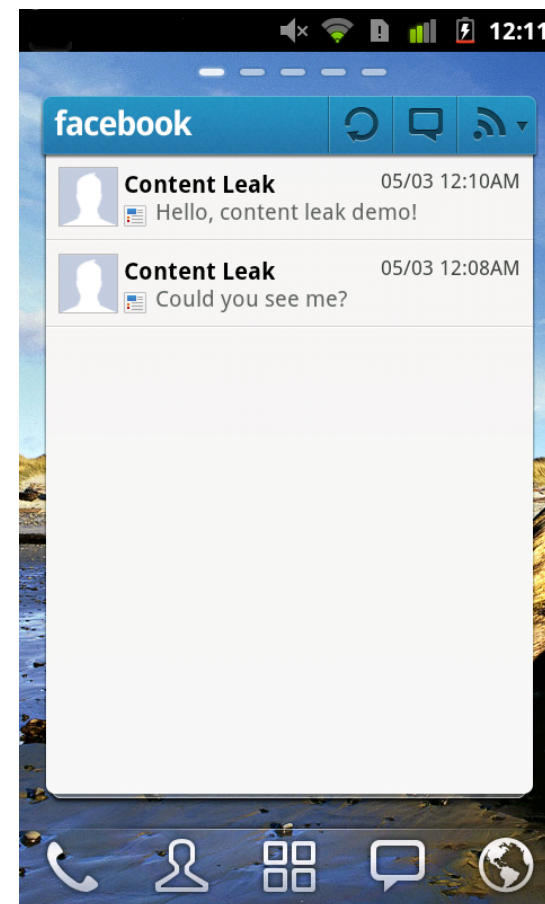 12:11
facebook
Content Leak 05/03 12:10AM
Hello, content leak demo!
Content Leak 05/03 12:08AM
Could you see me?